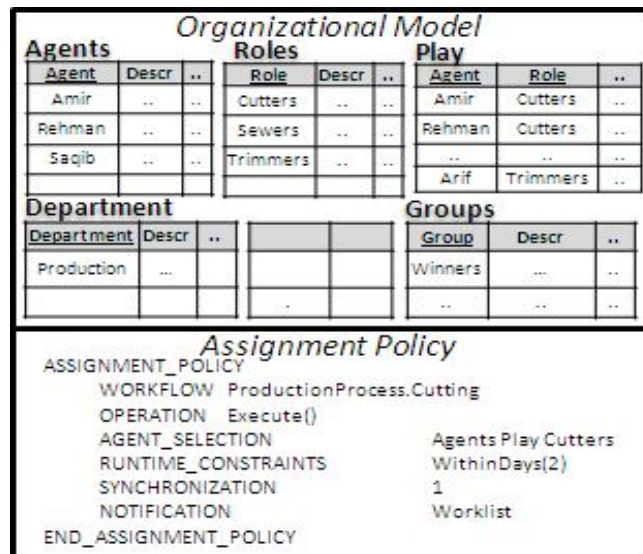 Organizational Model
Agents Roles Play
Agent Descr .. Role Descr .. Agent Role ..
Amir .. .. Cutters .. .. Amir Cutters ..
Rehman .. .. Sewers .. .. Rehman Cutters ..
Saqib .. .. Trimmers .. .. .. .. ..
Arif Trimmers ..
Department Groups
Department Descr .. Group Descr ..
Production ... Winners ... ..
. .. .. ..
Assignment Policy
ASSIGNMENT_POLICY
WORKFLOW ProductionProcess.Cutting
OPERATION Execute()
AGENT_SELECTION Agents Play Cutters
RUNTIME_CONSTRAINTS WithinDays(2)
SYNCHRONIZATION 1
NOTIFICATION Worklist
END_ASSIGNMENT_POLICY